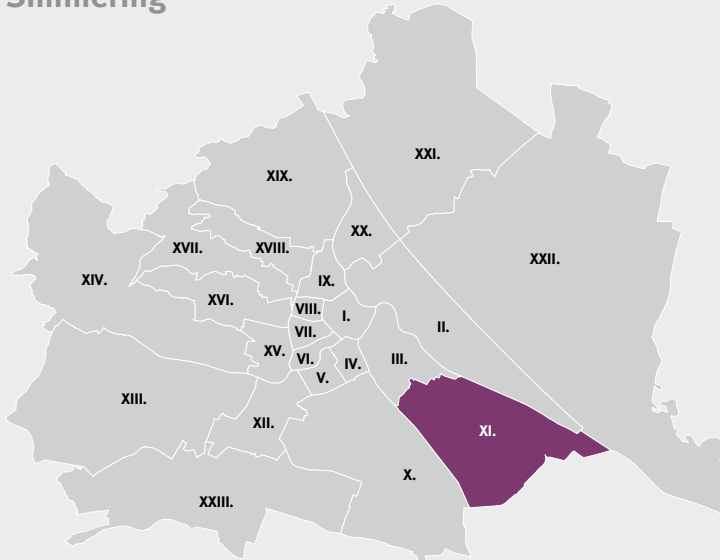 Simmering
XXI.
XIX.
XX.
XVII.
XVIII.
XXII.
XIV.
IX.
XVI.
VIII.
I.
II.
VII.
XV.
VI.
IV.
III.
V.
XIII.
XII.
XI.
X.
XXIII.